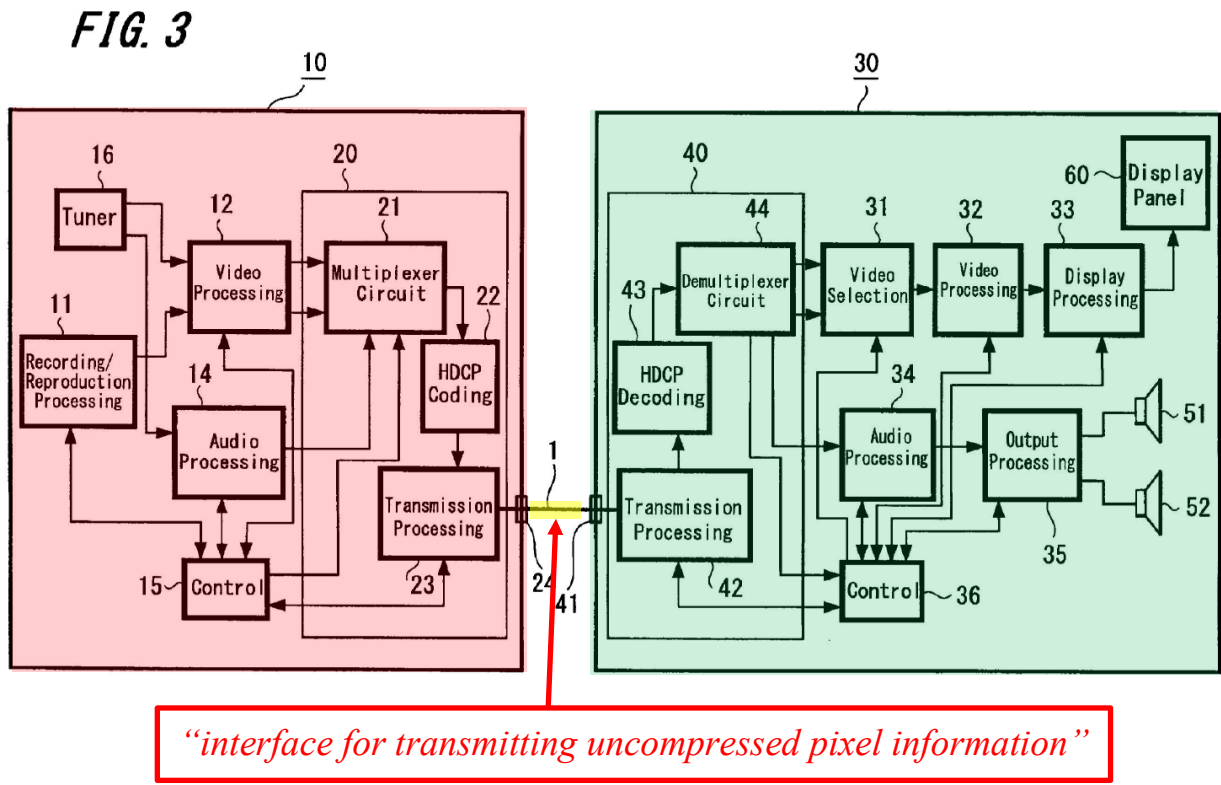 FIG. 3
10
30
16
Tuner
20
12
Video
Processing
21
Multiplexer
Circuit
22
HDCP
Coding
11
Recording/
Reproduction
Processing
14
Audio
Processing
Transmission
Processing
15
Control
23
24
1
41
40
44
Demultiplexer
Circuit
43
HDCP
Decoding
Transmission
Processing
42
31
Video
Selection
32
Video
Processing
33
Display
Processing
60
Display
Panel
34
Audio
Processing
Output
Processing
35
51
52
Control
36
“interface for transmitting uncompressed pixel information”